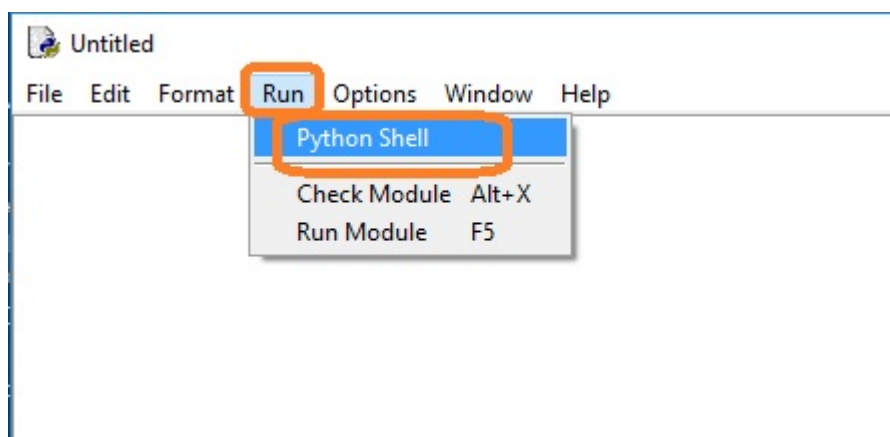 Untitled
File Edit Format Run Options Window Help
Python Shell
Check Module Alt+X
Run Module F5